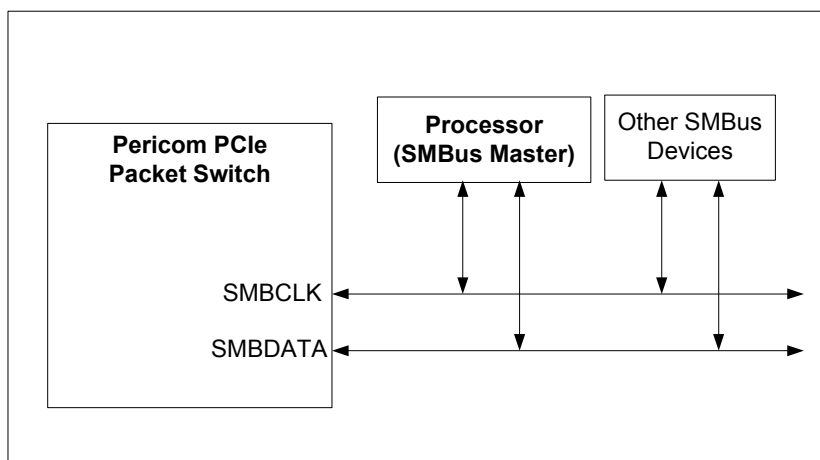 Pericom PCIe
Packet Switch
Processor
(SMBus Master)
Other SMBus
Devices
SMBCLK
SMBDATA